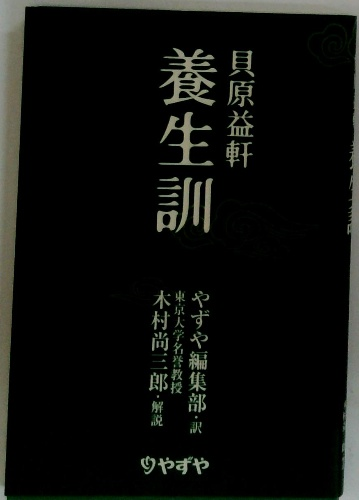 貝原益軒
養生訓
やずや編集部・訳
東京大学名誉教授
木村尚三郎・解説
やずや